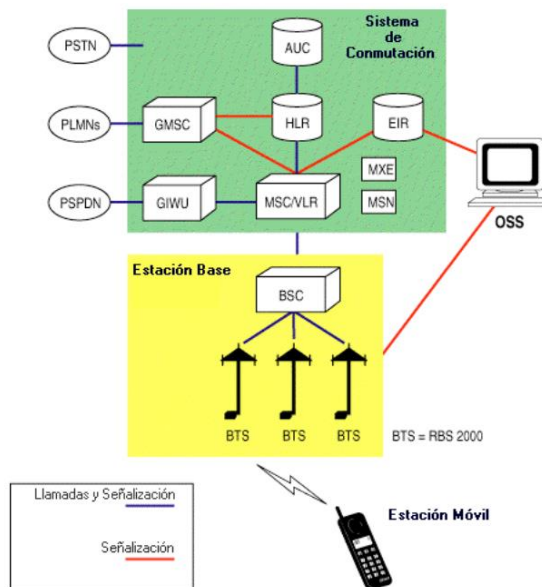 Sistema
de
Conmutación
PSTN
AUC
PLMNs
GMSC
HLR
EIR
MXE
PSPDN
GIWU
MSC/VLR
MSN
OSS
Estación Base
BSC
BTS
BTS
BTS
BTS = RBS 2000
Llamadas y Señalización
Señalización
Estación Móvil